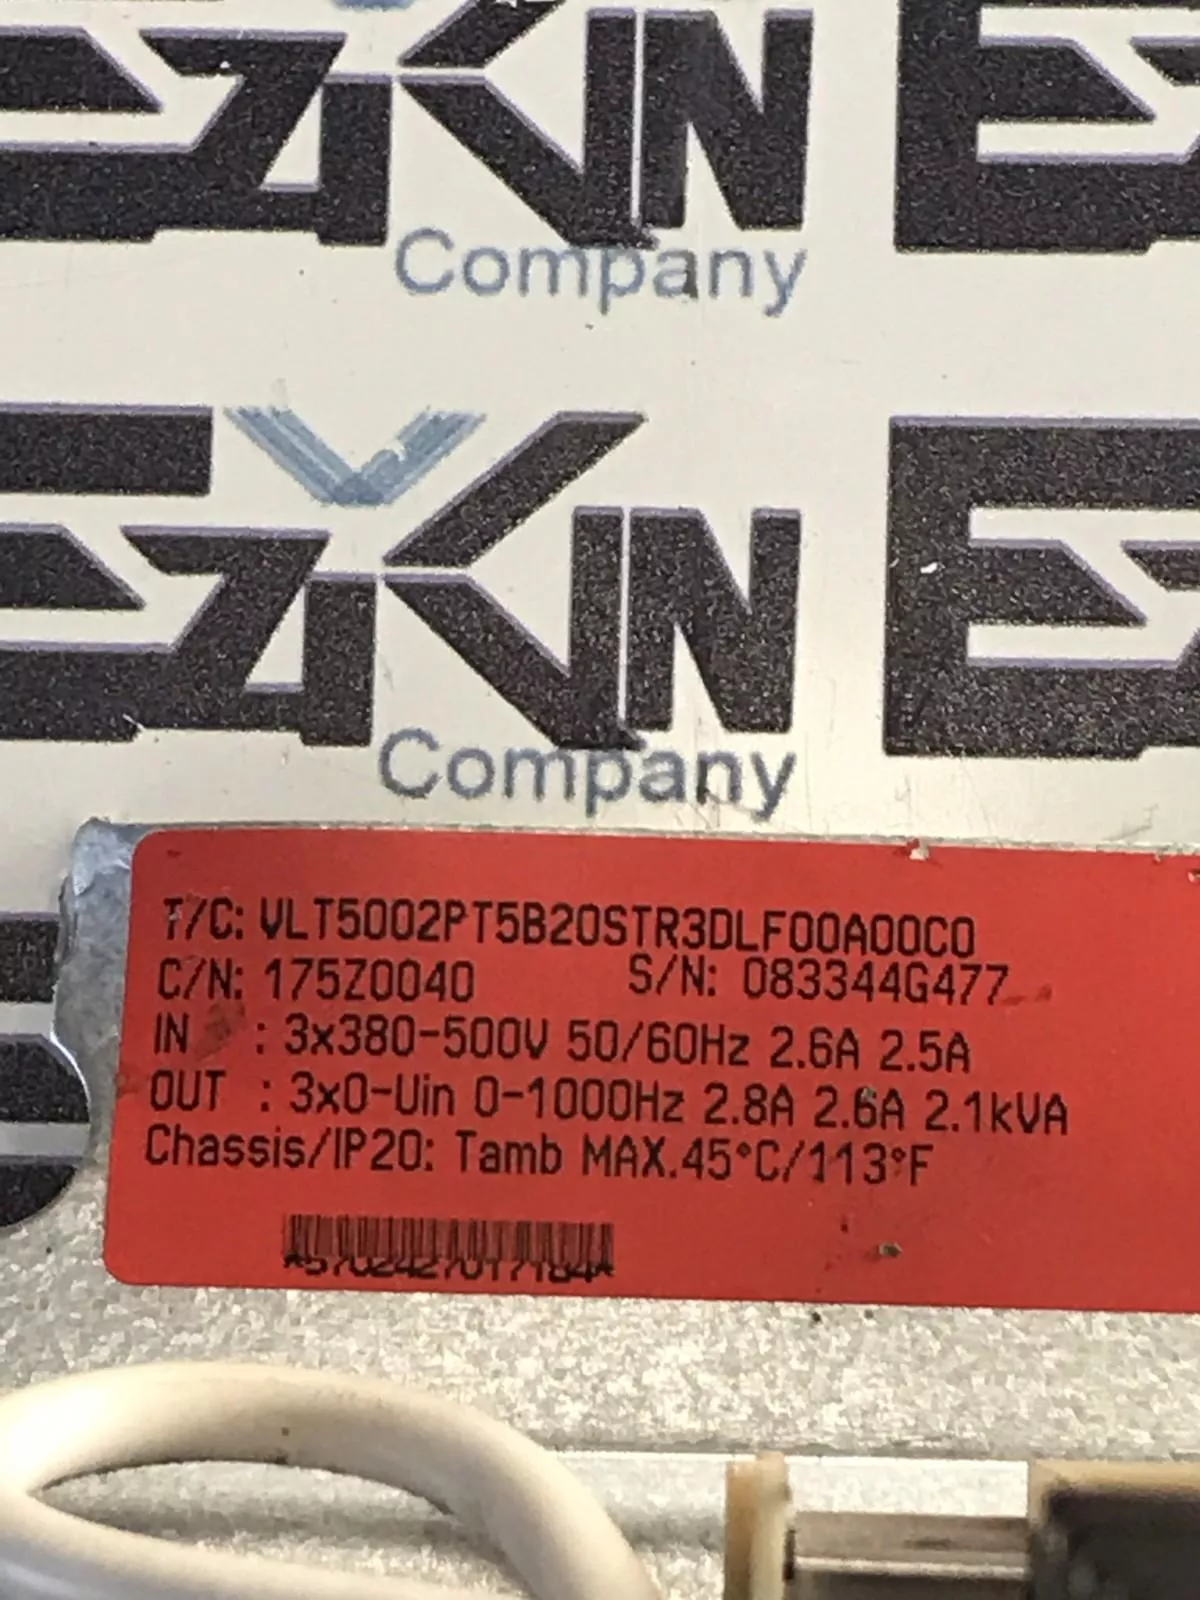 EZKIN
Company
EZKIN
Company
T/C: VLT5002PT5B20STR3DLF00A00C0
C/N: 175Z0040 S/N: 083344G477
IN : 3x380-500V 50/60Hz 2.6A 2.5A
OUT : 3x0-Uin 0-1000Hz 2.8A 2.6A 2.1kVA
Chassis/IP20: Tamb MAX.45°C/113°F